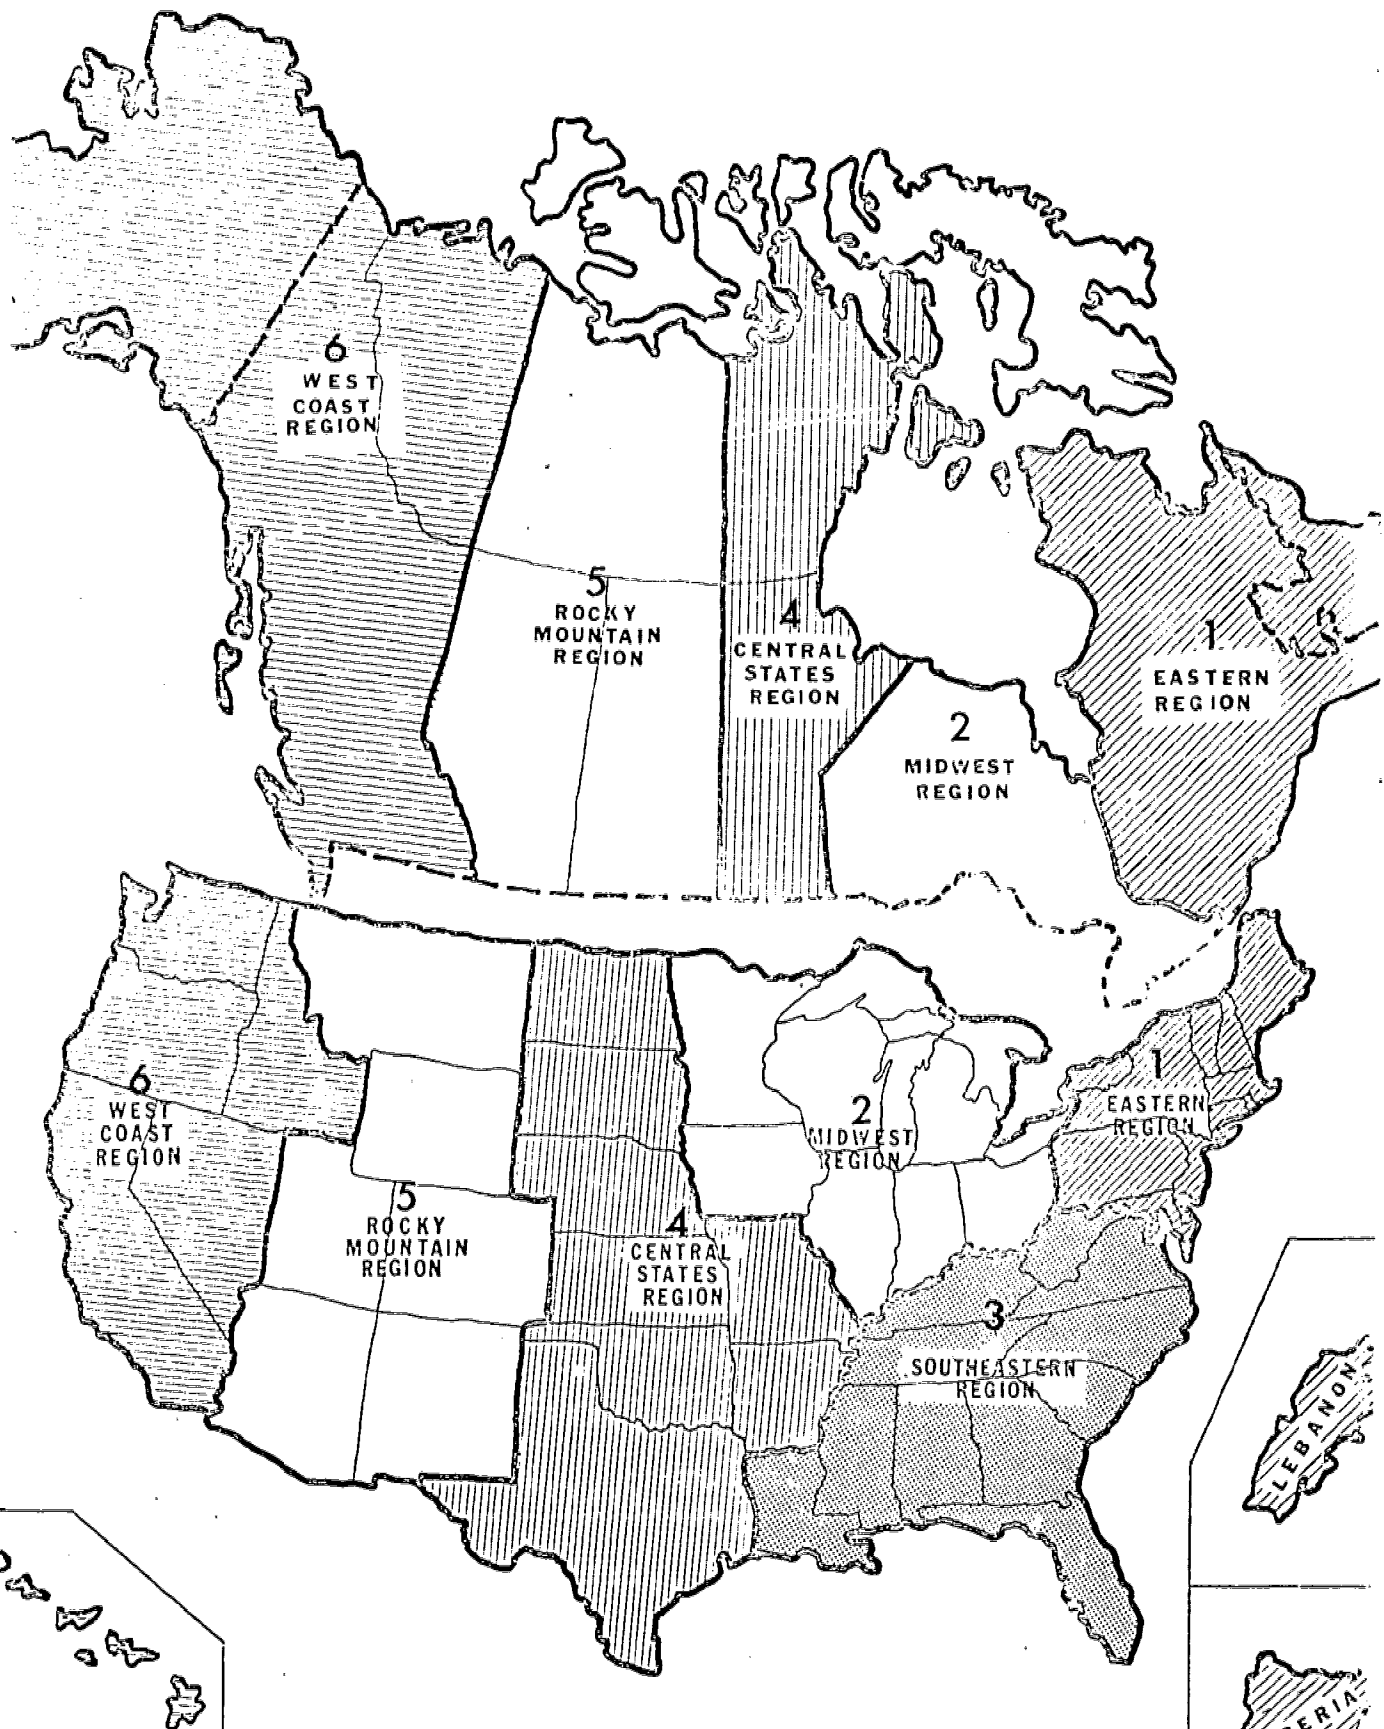 6
WEST
COAST
REGION
5
ROCKY
MOUNTAIN
REGION
4
CENTRAL
STATES
REGION
2
MIDWEST
REGION
1
EASTERN
REGION
6
WEST
COAST
REGION
5
ROCKY
MOUNTAIN
REGION
4
CENTRAL
STATES
REGION
2
MIDWEST
REGION
1
EASTERN
REGION
3
SOUTHEASTERN
REGION
LEBANON
ERIA